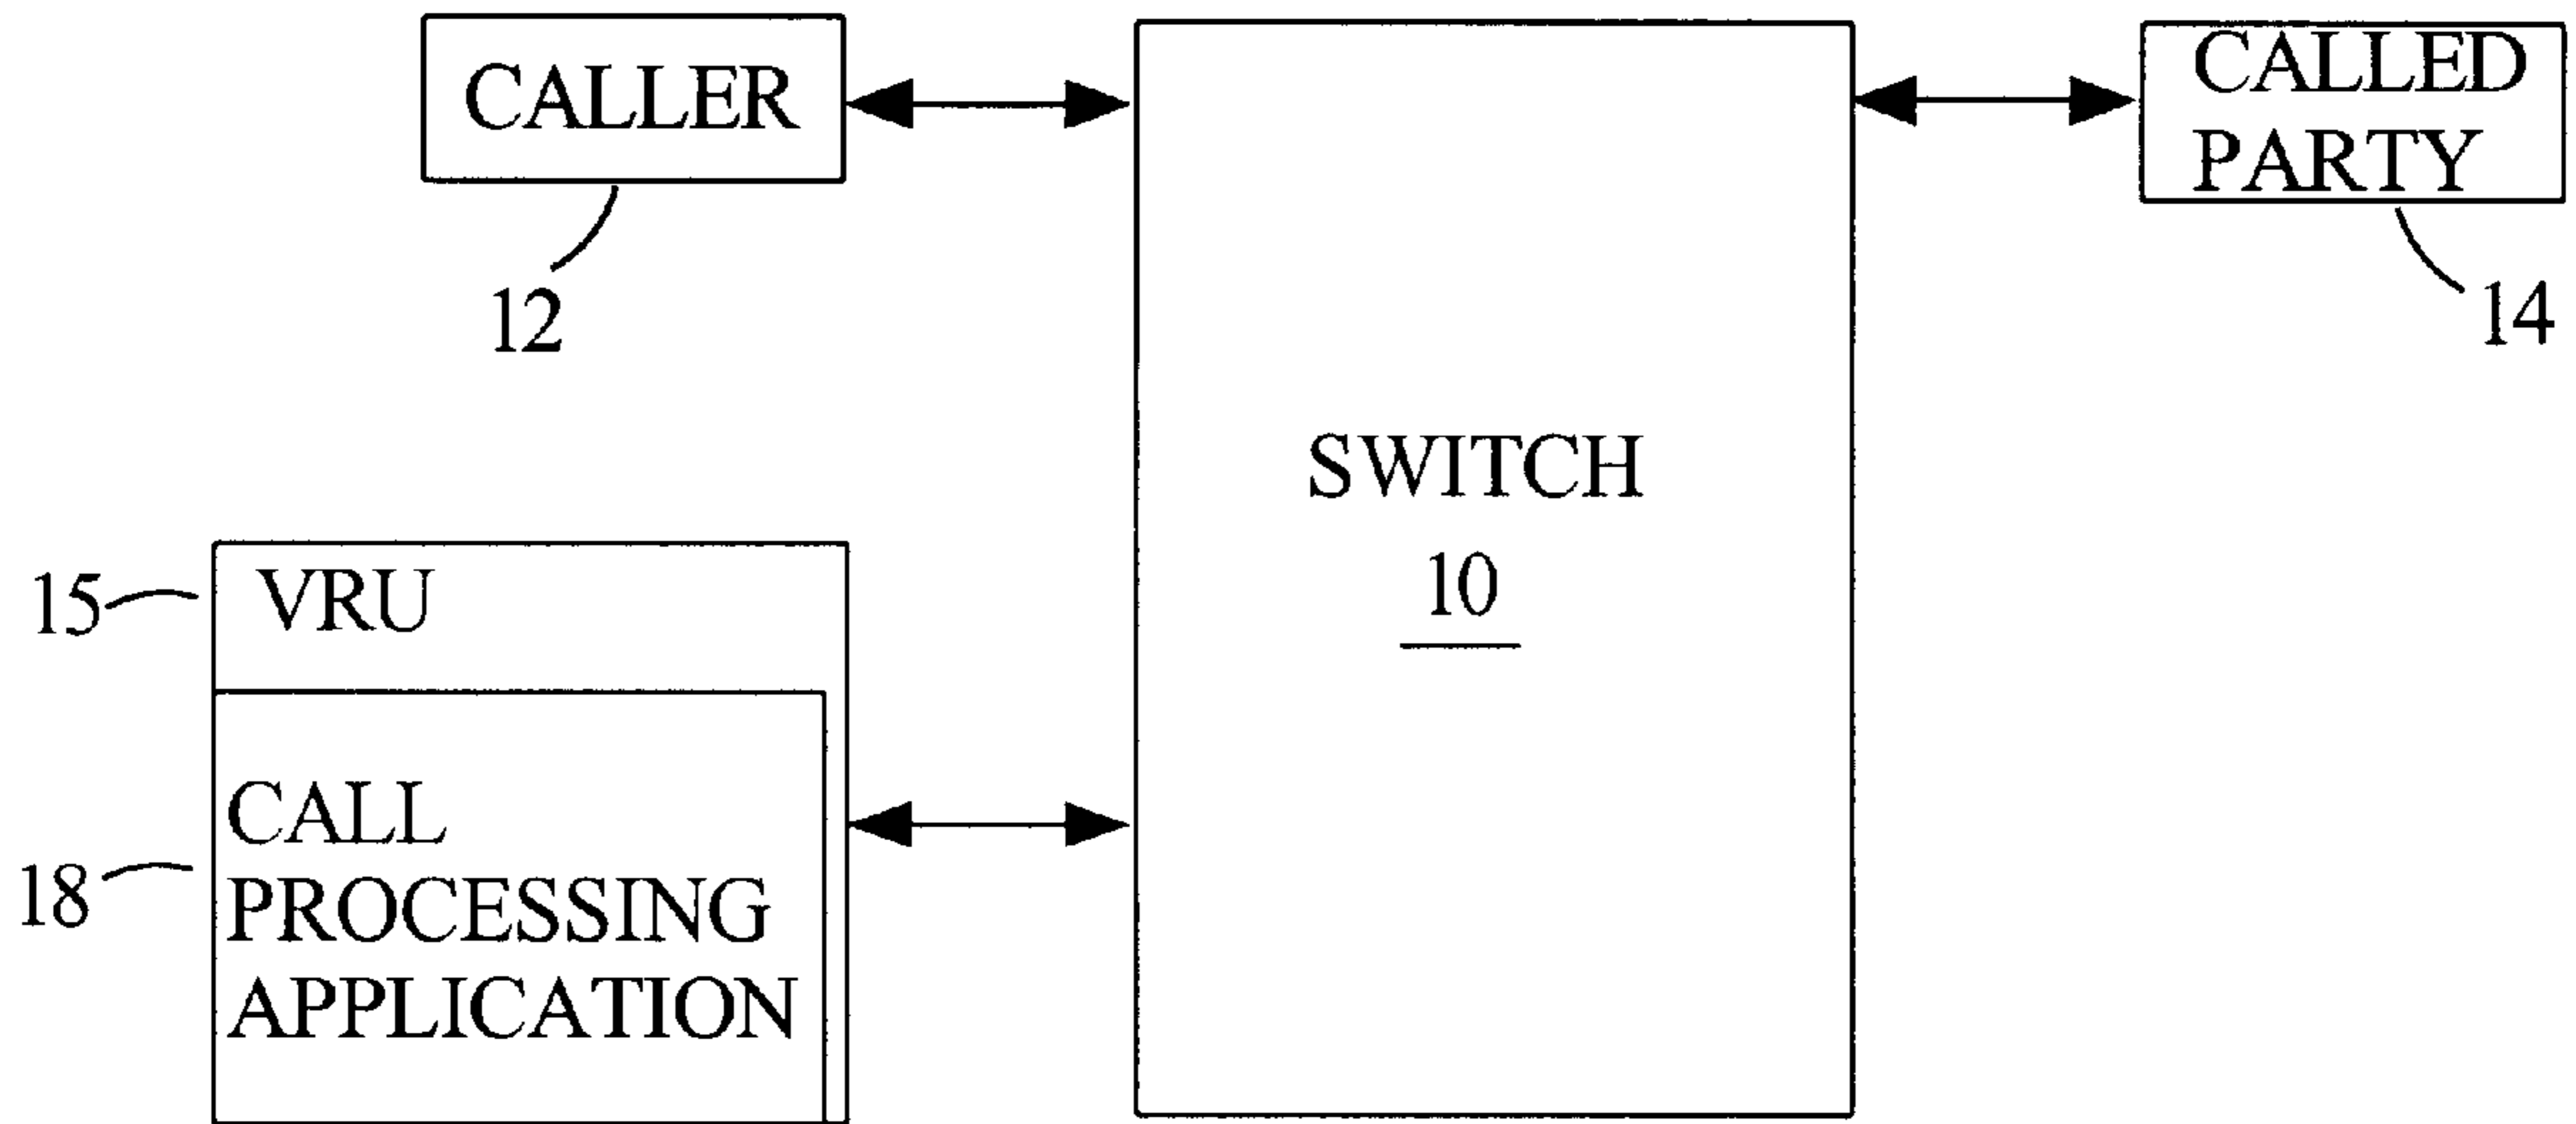 CALLER
12
CALLED
PARTY
14
SWITCH
10
15
VRU
18
CALL
PROCESSING
APPLICATION